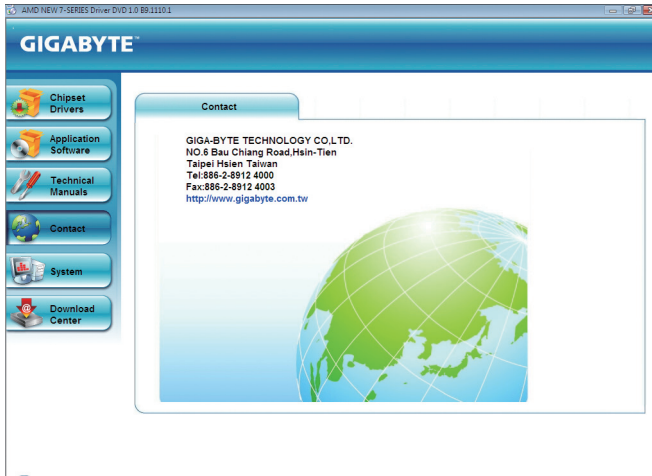 AMD NEW 7-SERIES Driver DVD 1.0 B9.1110.1
GIGABYTE™
Chipset
Drivers
Application
Software
Technical
Manuals
Contact
System
Download
Center
Contact
GIGA-BYTE TECHNOLOGY CO,LTD.
NO.6 Bau Chiang Road,Hsin-Tien
Taipei Hsien Taiwan
Tel:886-2-8912 4000
Fax:886-2-8912 4003
http://www.gigabyte.com.tw